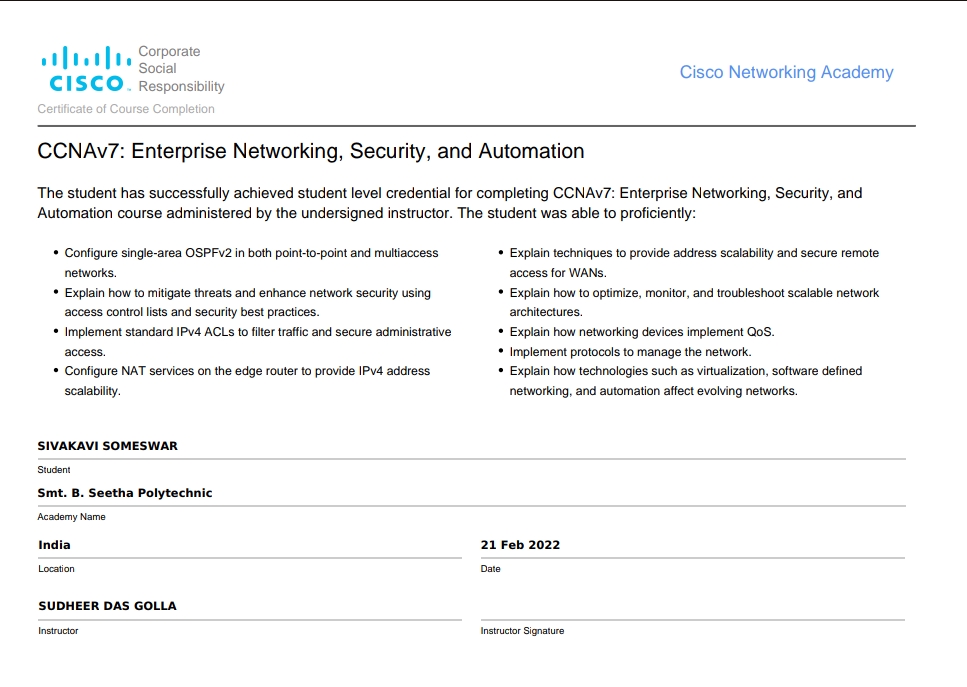 Corporate
Social
Responsibility
CISCO
Cisco Networking Academy
Certificate of Course Completion
CCNAv7: Enterprise Networking, Security, and Automation
The student has successfully achieved student level credential for completing CCNAv7: Enterprise Networking, Security, and
Automation course administered by the undersigned instructor. The student was able to proficiently:
• Configure single-area OSPFv2 in both point-to-point and multiaccess
networks.
• Explain how to mitigate threats and enhance network security using
access control lists and security best practices.
• Implement standard IPv4 ACLs to filter traffic and secure administrative
access.
• Configure NAT services on the edge router to provide IPv4 address
scalability.
• Explain techniques to provide address scalability and secure remote
access for WANs.
• Explain how to optimize, monitor, and troubleshoot scalable network
architectures.
• Explain how networking devices implement QoS.
• Implement protocols to manage the network.
• Explain how technologies such as virtualization, software defined
networking, and automation affect evolving networks.
SIVAKAVI SOMESWAR
Student
Smt. B. Seetha Polytechnic
Academy Name
India
Location
21 Feb 2022
Date
SUDHEER DAS GOLLA
Instructor
Instructor Signature